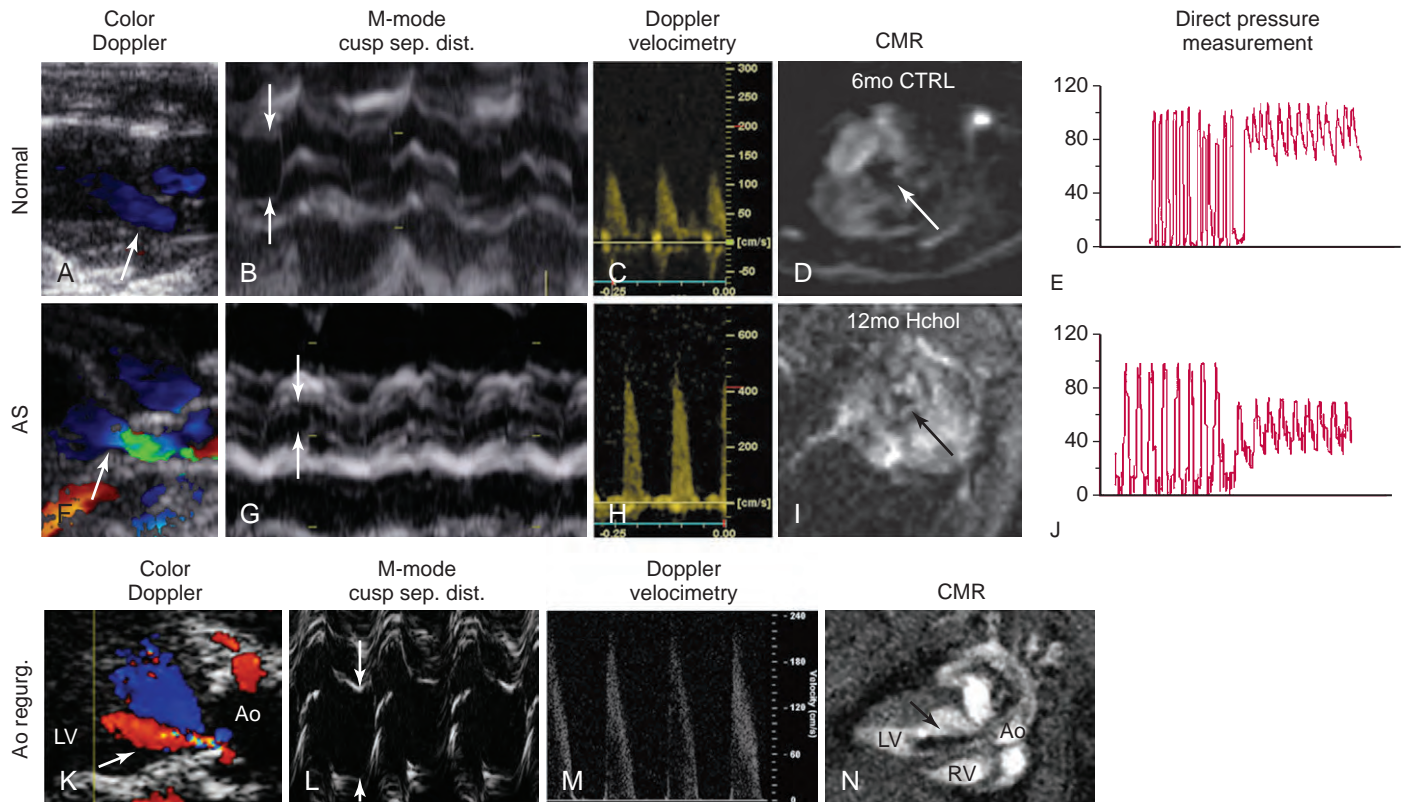 Color
Doppler
M-mode
cusp sep. dist.
Doppler
velocimetry
CMR
Direct pressure
measurement
Normal
A
B
300
250
200
150
100
50
[cm/s]
-50
-0.25
0.00
C
6mo CTRL
D
120
80
40
0
E
AS
F
G
600
400
200
[cm/s]
-0.25
0.00
H
12mo Hchol
I
120
80
40
0
J
Color
Doppler
M-mode
cusp sep. dist.
Doppler
velocimetry
CMR
Ao regurg.
LV
Ao
K
L
- 240
- 180
- 120
- 60
- 0
Velocity (cm/s)
M
LV
Ao
RV
N